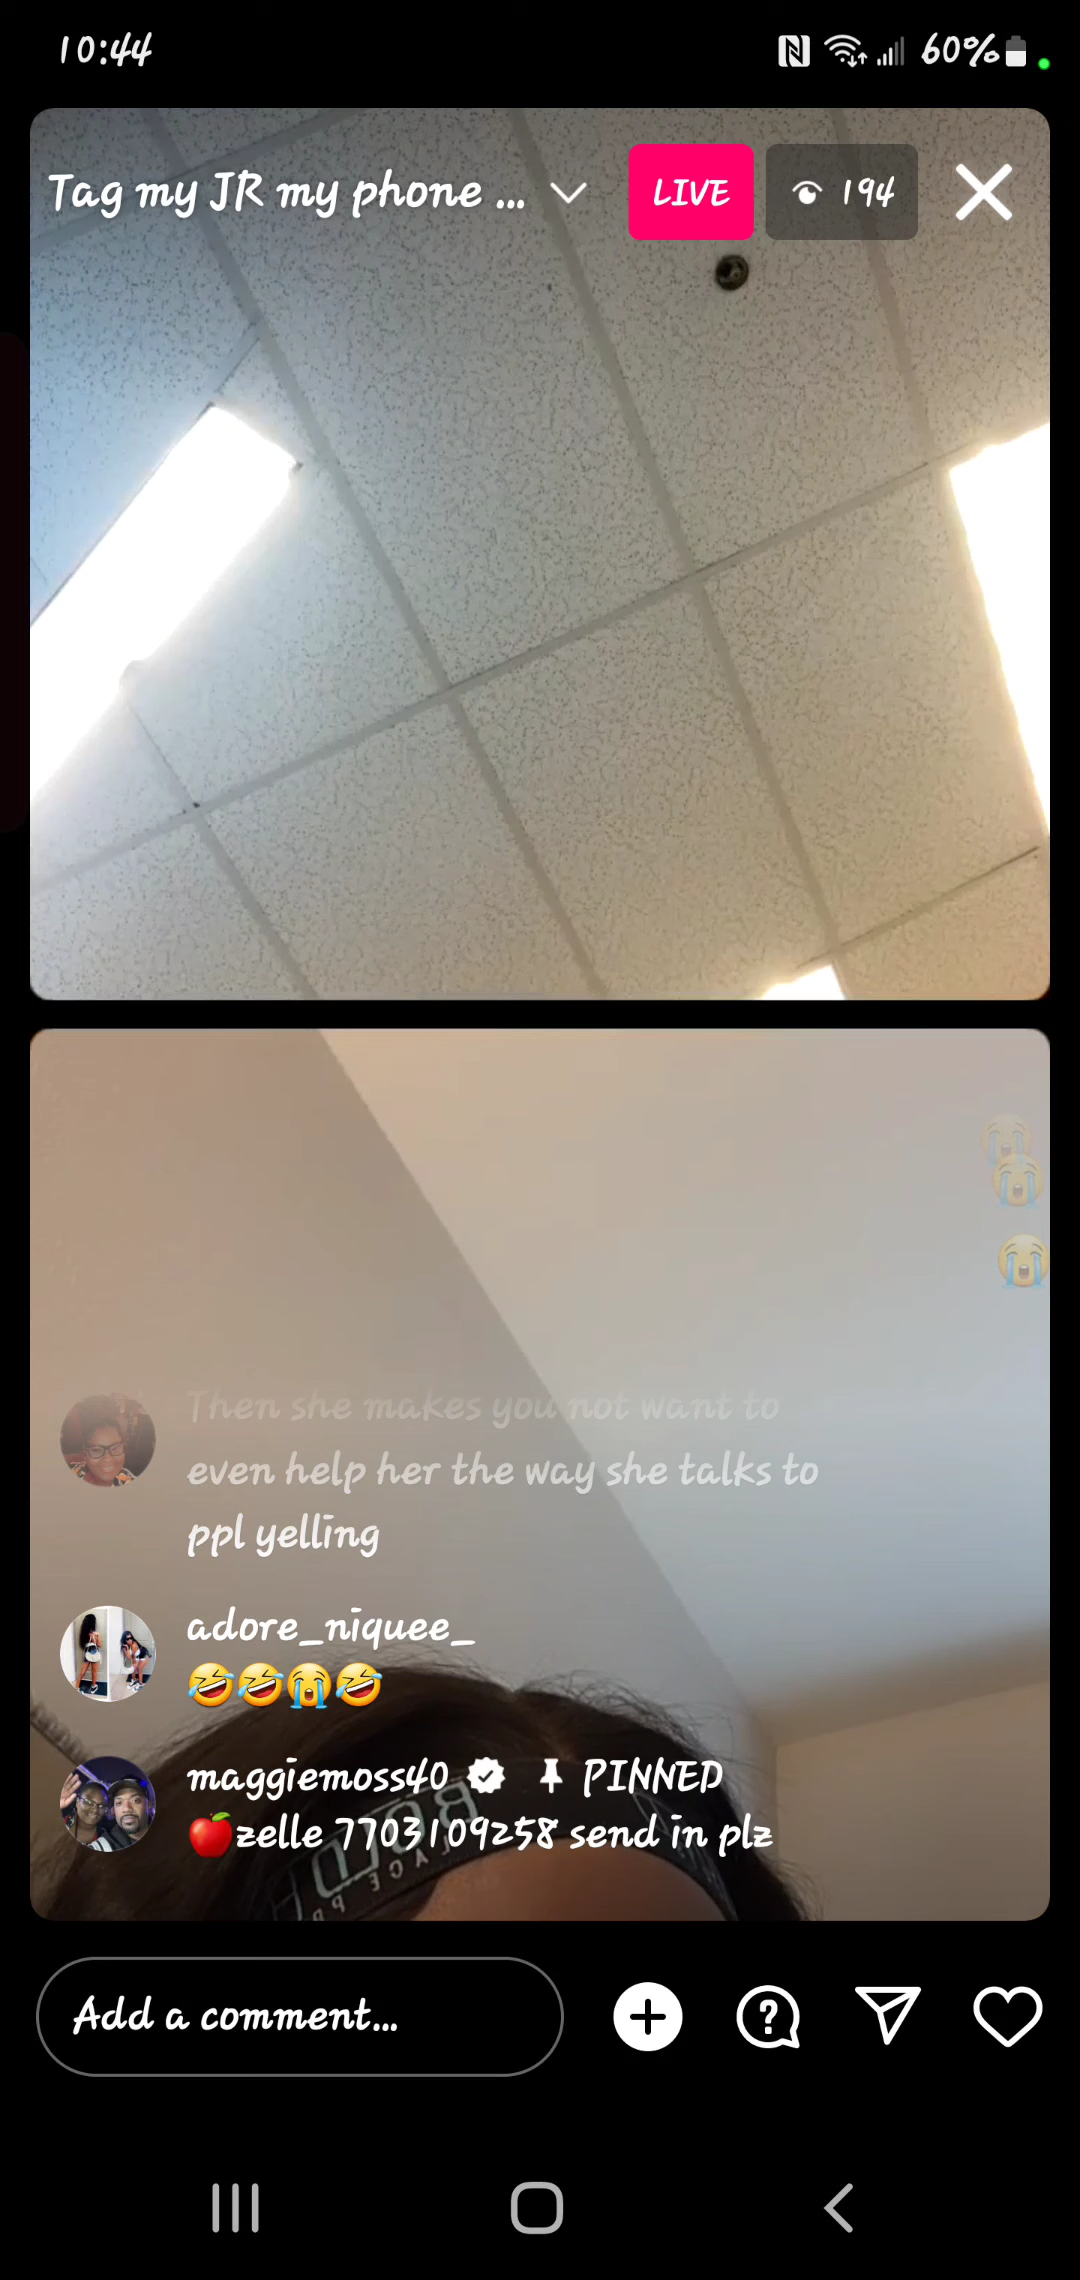 10:44
60%
Tag my JR my phone ...
LIVE
194
Then she makes you not want to
even help her the way she talks to
ppl yelling
adore_niquee_
🤣🤣😭🤣
maggiemoss40 PINNED
🍎zelle 7703109258 send in plz
Add a comment...